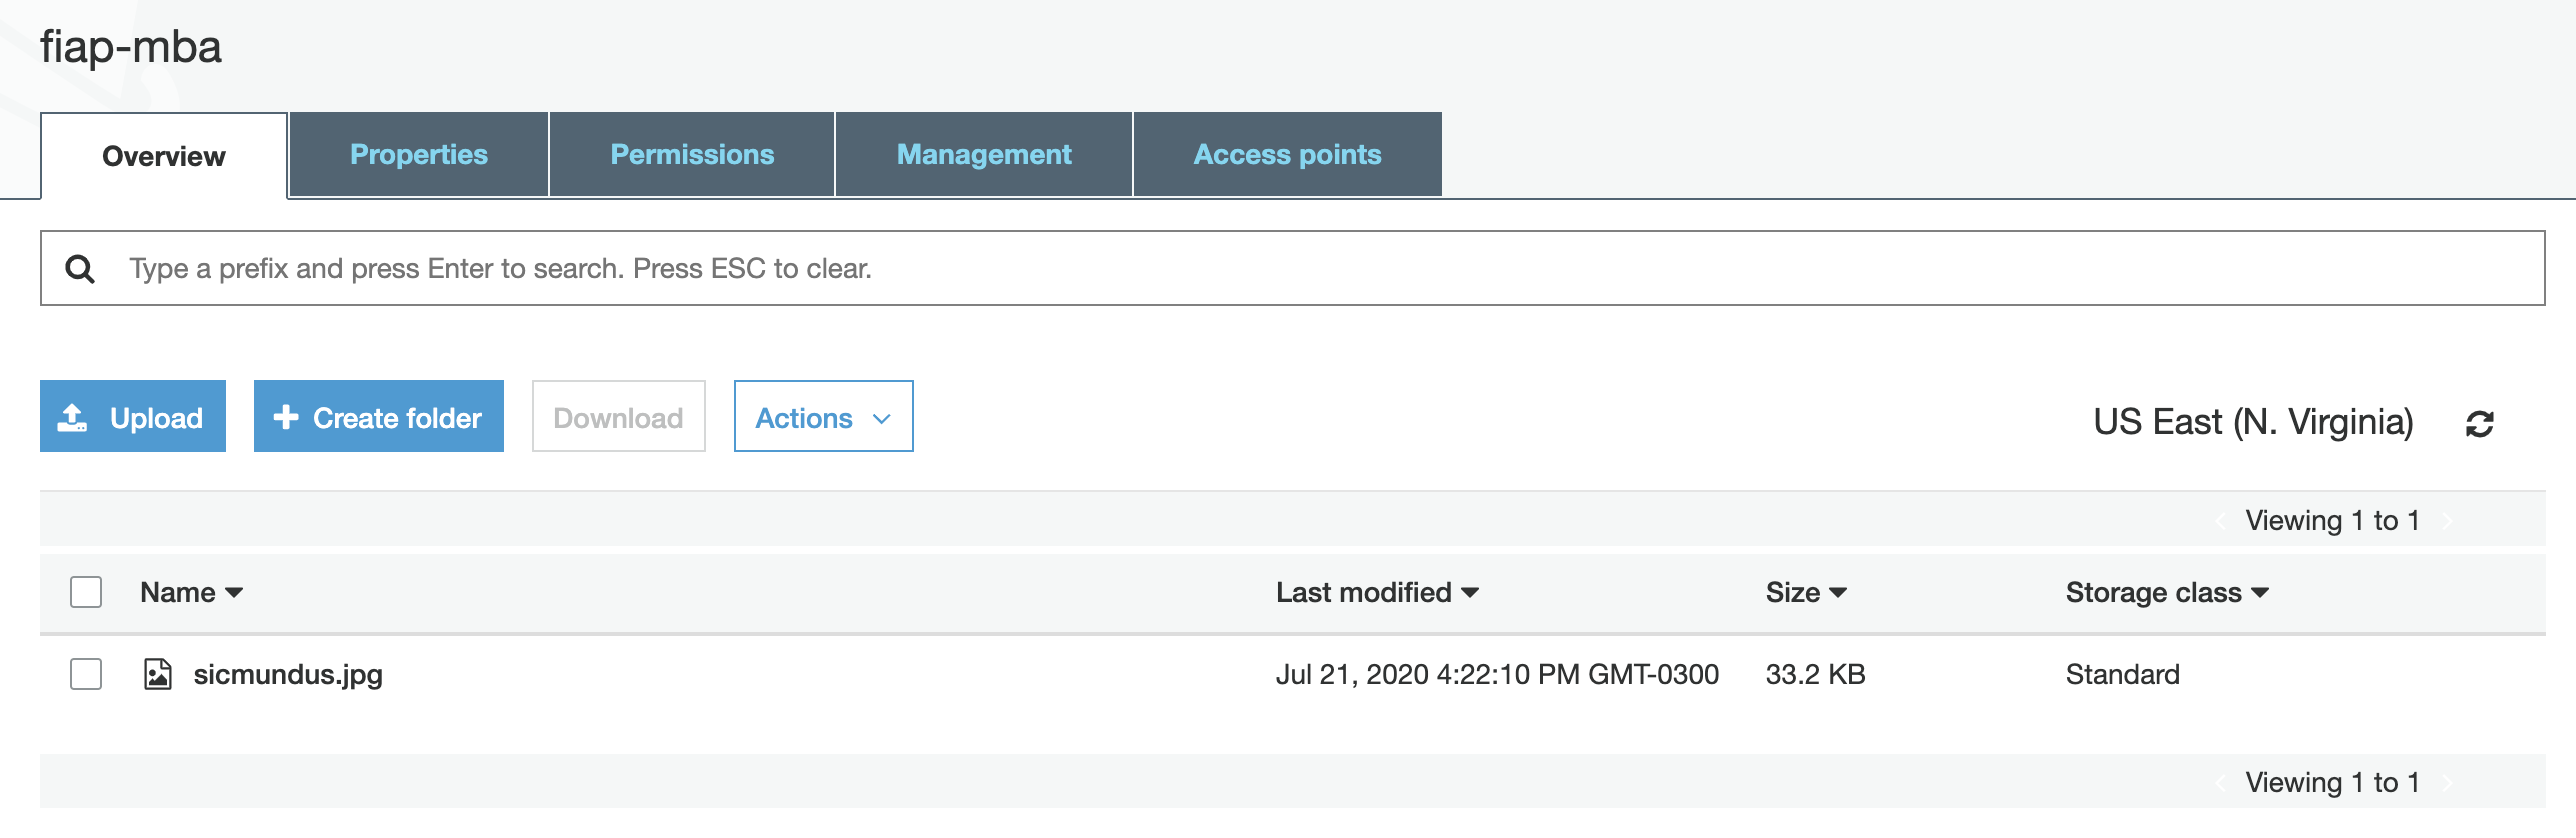 fiap-mba
Overview Properties Permissions Management Access points
Type a prefix and press Enter to search. Press ESC to clear.
Upload Create folder Download Actions US East (N. Virginia)
Viewing 1 to 1
Name Last modified Size Storage class
sicmundus.jpg Jul 21, 2020 4:22:10 PM GMT-0300 33.2 KB Standard
Viewing 1 to 1